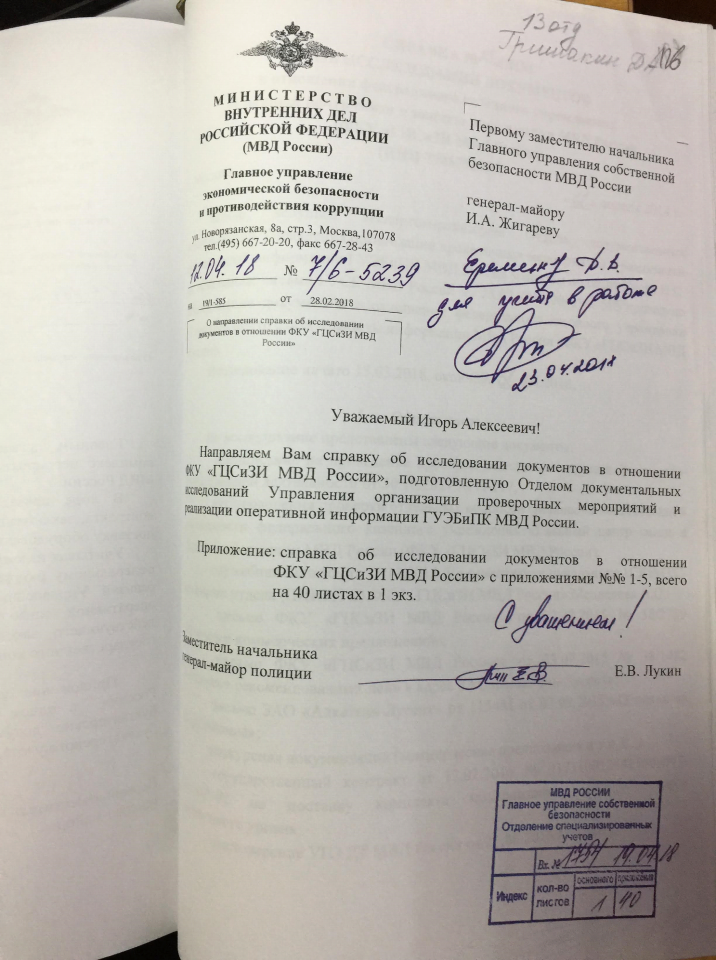 13 отд
Гришакин Д.А.
МИНИСТЕРСТВО
ВНУТРЕННИХ ДЕЛ
РОССИЙСКОЙ ФЕДЕРАЦИИ
(МВД России)
Главное управление
экономической безопасности
и противодействия коррупции
ул. Новорязанская, 8а, стр.3, Москва,107078
тел.(495) 667-20-20, факс 667-28-43
12.04.18 № 7/6-5239
на 19/1-585 от 28.02.2018
О направлении справки об исследовании
документов в отношении ФКУ «ГЦСиЗИ МВД
России»
Первому заместителю начальника
Главного управления собственной
безопасности МВД России
генерал-майору
И.А. Жигареву
Еремину Д.В.
для учета в работе
23.04.2018
Уважаемый Игорь Алексеевич!
Направляем Вам справку об исследовании документов в отношении
ФКУ «ГЦСиЗИ МВД России», подготовленную Отделом документальных
исследований Управления организации проверочных мероприятий и
реализации оперативной информации ГУЭБиПК МВД России.
Приложение: справка об исследовании документов в отношении
ФКУ «ГЦСиЗИ МВД России» с приложениями №№ 1-5, всего
на 40 листах в 1 экз.
С уважением!
Заместитель начальника
генерал-майор полиции
Е.В. Лукин
МВД РОССИИ
Главное управление собственной
безопасности
Отделение специализированных
учетов
Вх. № 1757 19.04.18
Индекс кол-во листов основного приложения
1 40